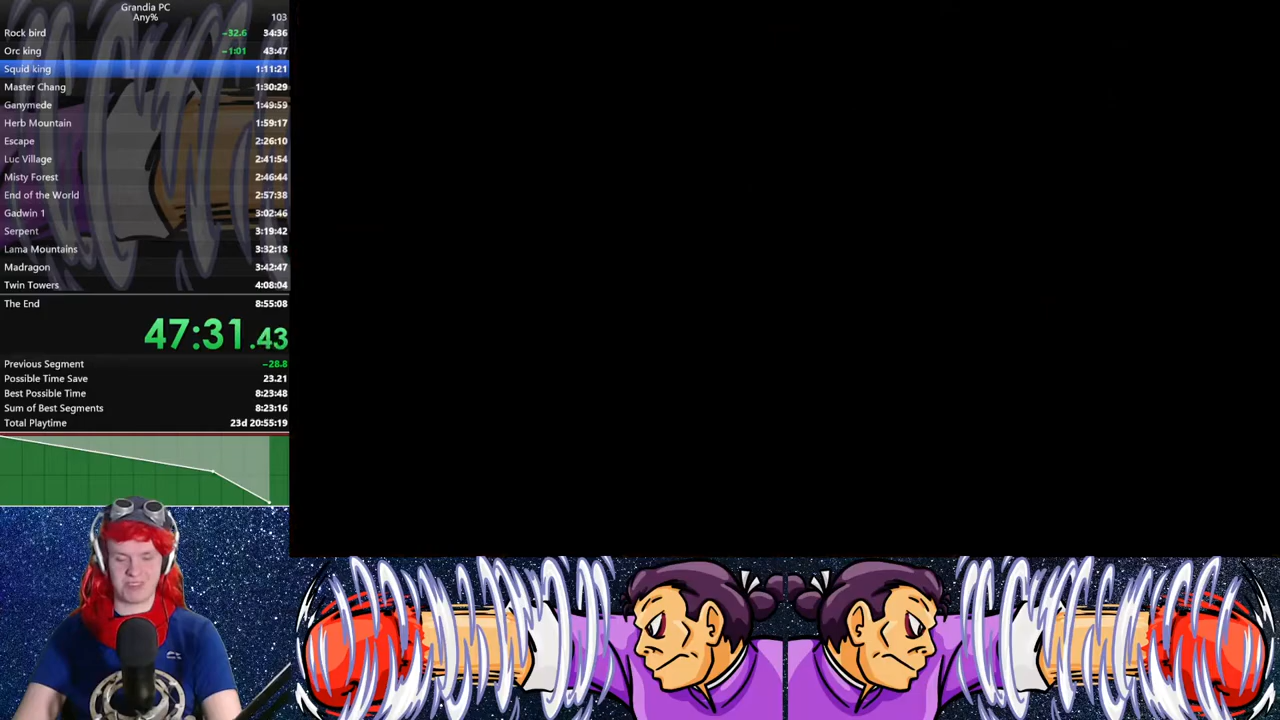 Grandia PC
Any% 103
Rock bird -32.6 34:36
Orc king -1:01 43:47
Squid king 1:11:21
Master Chang 1:30:29
Ganymede 1:49:59
Herb Mountain 1:59:17
Escape 2:26:10
Luc Village 2:41:54
Misty Forest 2:46:44
End of the World 2:57:38
Gadwin 1 3:02:46
Serpent 3:19:42
Lama Mountains 3:32:18
Madragon 3:42:47
Twin Towers 4:08:04
The End 8:55:08
47:31.43
Previous Segment -28.8
Possible Time Save 23.21
Best Possible Time 8:23:48
Sum of Best Segments 8:23:16
Total Playtime 23d 20:55:19